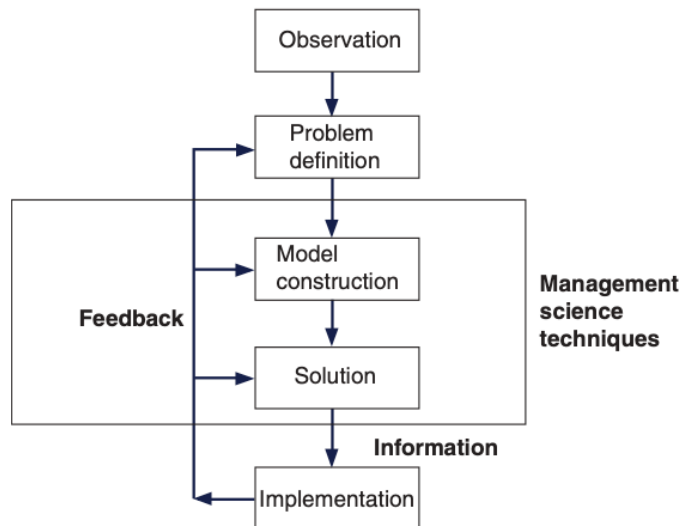 Observation
Problem
definition
Model
construction
Management
science
techniques
Feedback
Solution
Information
Implementation